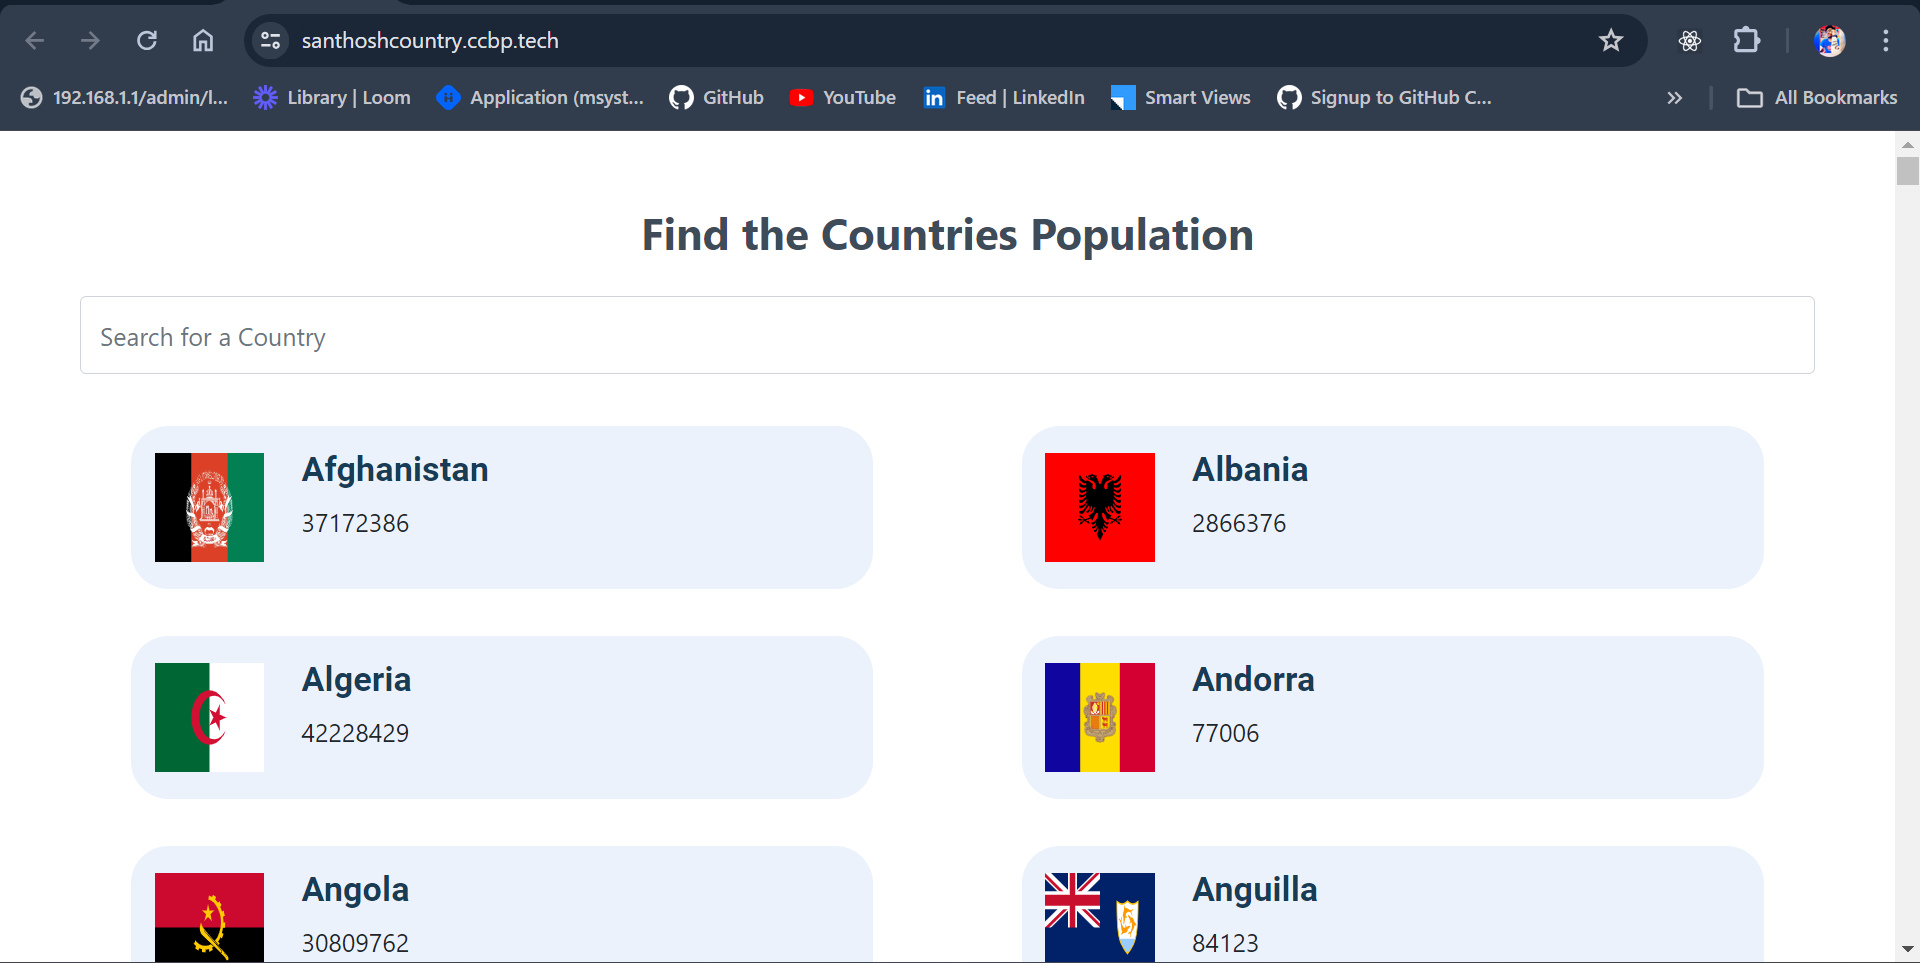 santhoshcountry.ccbp.tech
192.168.1.1/admin/l... Library | Loom Application (msyst... GitHub YouTube Feed | LinkedIn Smart Views Signup to GitHub C... All Bookmarks
Find the Countries Population
Search for a Country
Afghanistan
37172386
Albania
2866376
Algeria
42228429
Andorra
77006
Angola
30809762
Anguilla
84123